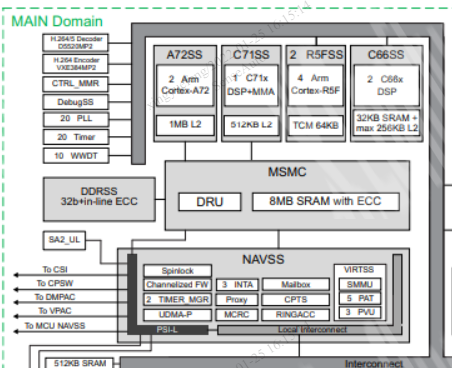 MAIN Domain
H.264/5 Decoder
D5520MP2
H.264 Encoder
VXE384MP2
CTRL_MMR
DebugSS
20 PLL
20 Timer
10 WWDT
A72SS
2 Arm
Cortex-A72
1MB L2
C71SS
1 C71x
DSP+MMA
512KB L2
2 R5FSS
4 Arm
Cortex-R5F
TCM 64KB
C66SS
2 C66x
DSP
32KB SRAM +
max 256KB L2
DDRSS
32b+in-line ECC
MSMC
DRU
8MB SRAM with ECC
SA2_UL
To CSI
To CPSW
To DMPAC
To VPAC
To MCU NAVSS
NAVSS
Spinlock
Channelized FW
2 TIMER_MGR
UDMA-P
3 INTA
Proxy
MCRC
Mailbox
CPTS
RINGACC
VIRTSS
SMMU
5 PAT
3 PVU
PSI-L
Local Interconnect
512KB SRAM
Interconnect